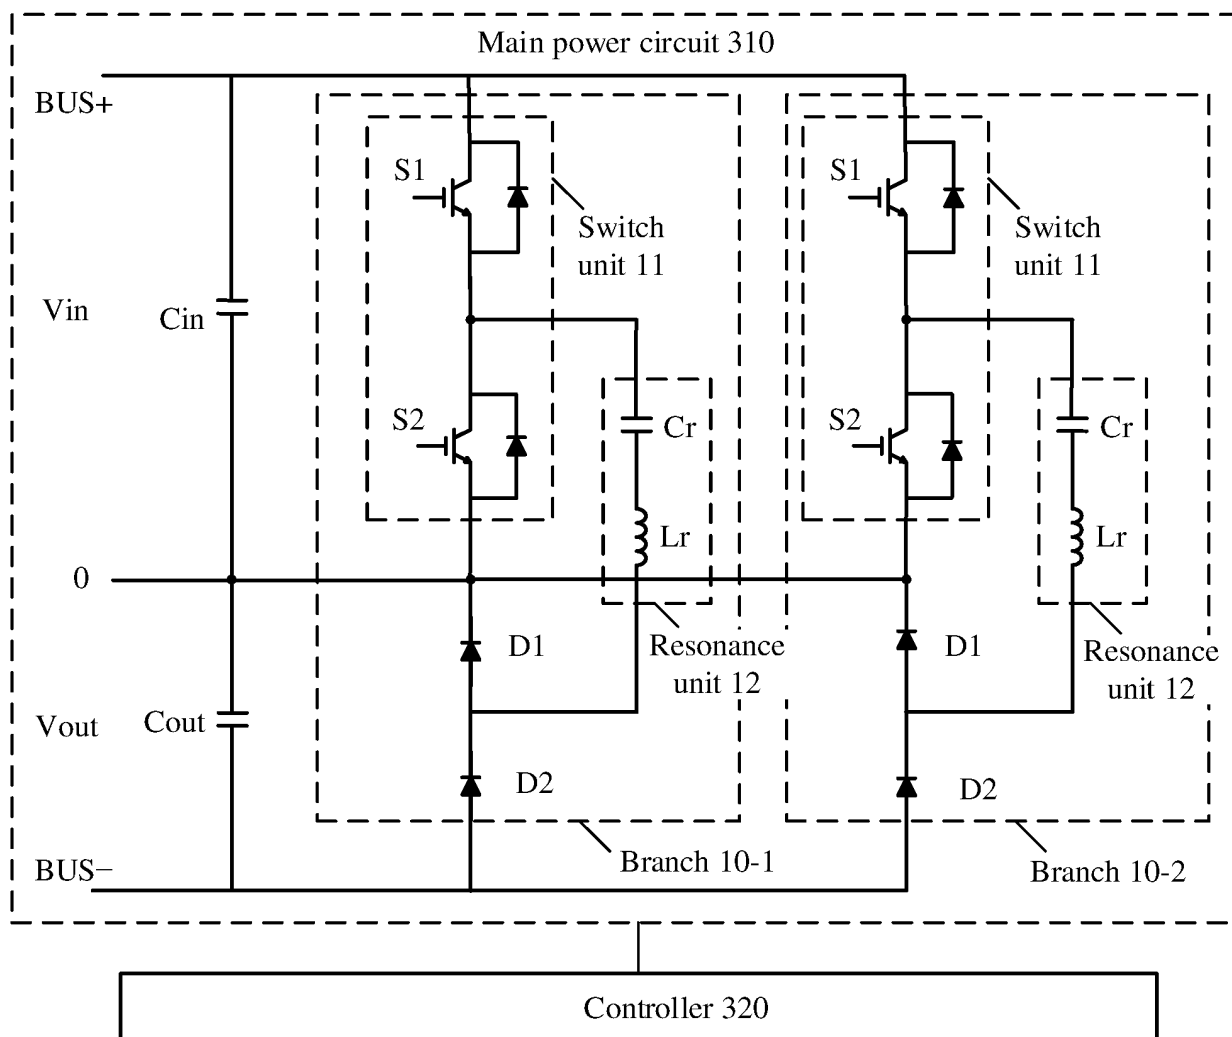 Main power circuit 310
BUS+
S1
S1
Switch
unit 11
Switch
unit 11
Vin
Cin
S2
Cr
S2
Cr
Lr
Lr
0
D1
Resonance
unit 12
D1
Resonance
unit 12
Vout
Cout
D2
D2
BUS−
Branch 10-1
Branch 10-2
Controller 320